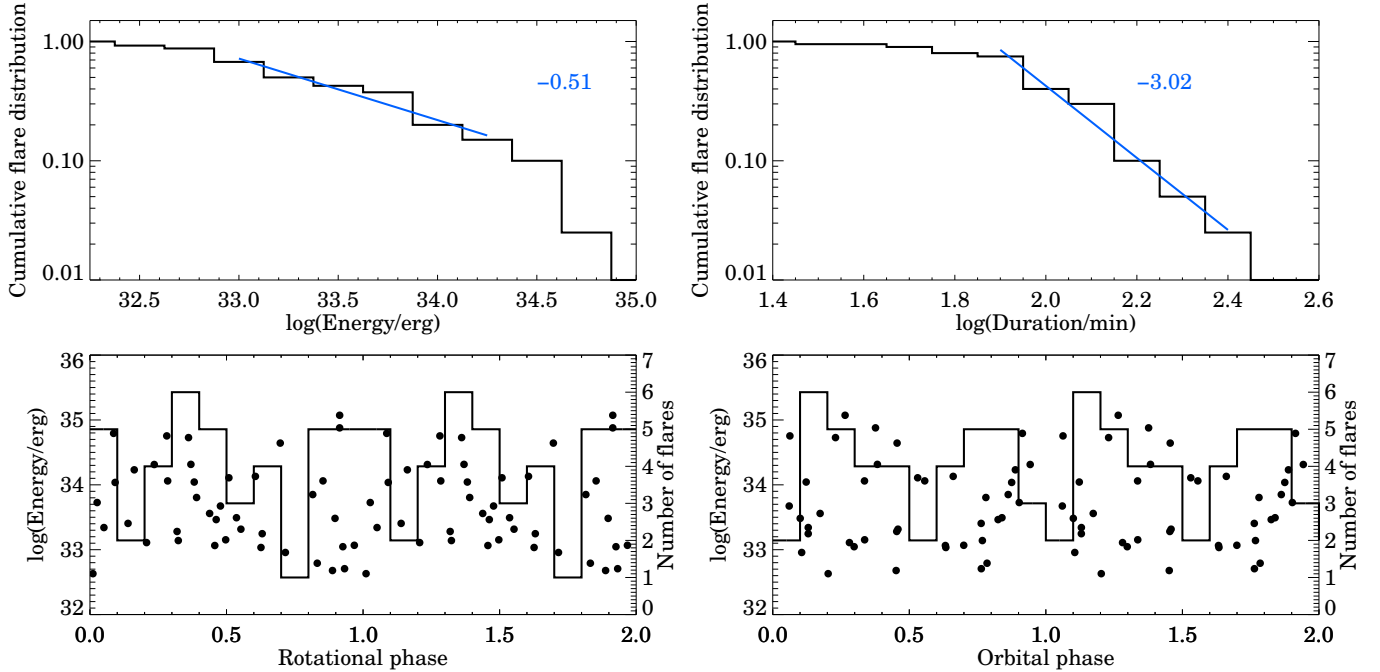 Cumulative flare distribution
1.00
0.10
0.01
−0.51
32.5 33.0 33.5 34.0 34.5 35.0
log(Energy/erg)
Cumulative flare distribution
1.00
0.10
0.01
−3.02
1.4 1.6 1.8 2.0 2.2 2.4 2.6
log(Duration/min)
log(Energy/erg)
36
35
34
33
32
7
6
5
4
3
2
1
0
Number of flares
0.0 0.5 1.0 1.5 2.0
Rotational phase
log(Energy/erg)
36
35
34
33
32
7
6
5
4
3
2
1
0
Number of flares
0.0 0.5 1.0 1.5 2.0
Orbital phase